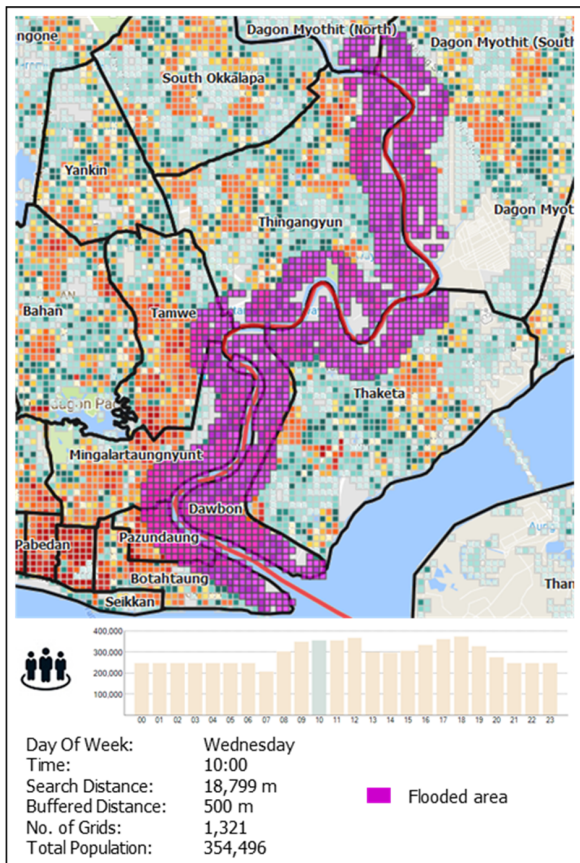 ngone
Dagon Myothit (North)
Dagon Myothit (South
South Okkalapa
Yankin
Thingangyun
Dagon Myot
Bahan
Tamwe
Thaketa
Mingalartaungnyunt
Dawbon
Pabedan
Pazundaung
Botahtaung
Seikkan
Than
400,000
300,000
200,000
100,000
00 01 02 03 04 05 06 07 08 09 10 11 12 13 14 15 16 17 18 19 20 21 22 23
Day Of Week: Wednesday
Time: 10:00
Search Distance: 18,799 m
Buffered Distance: 500 m
No. of Grids: 1,321
Total Population: 354,496
Flooded area